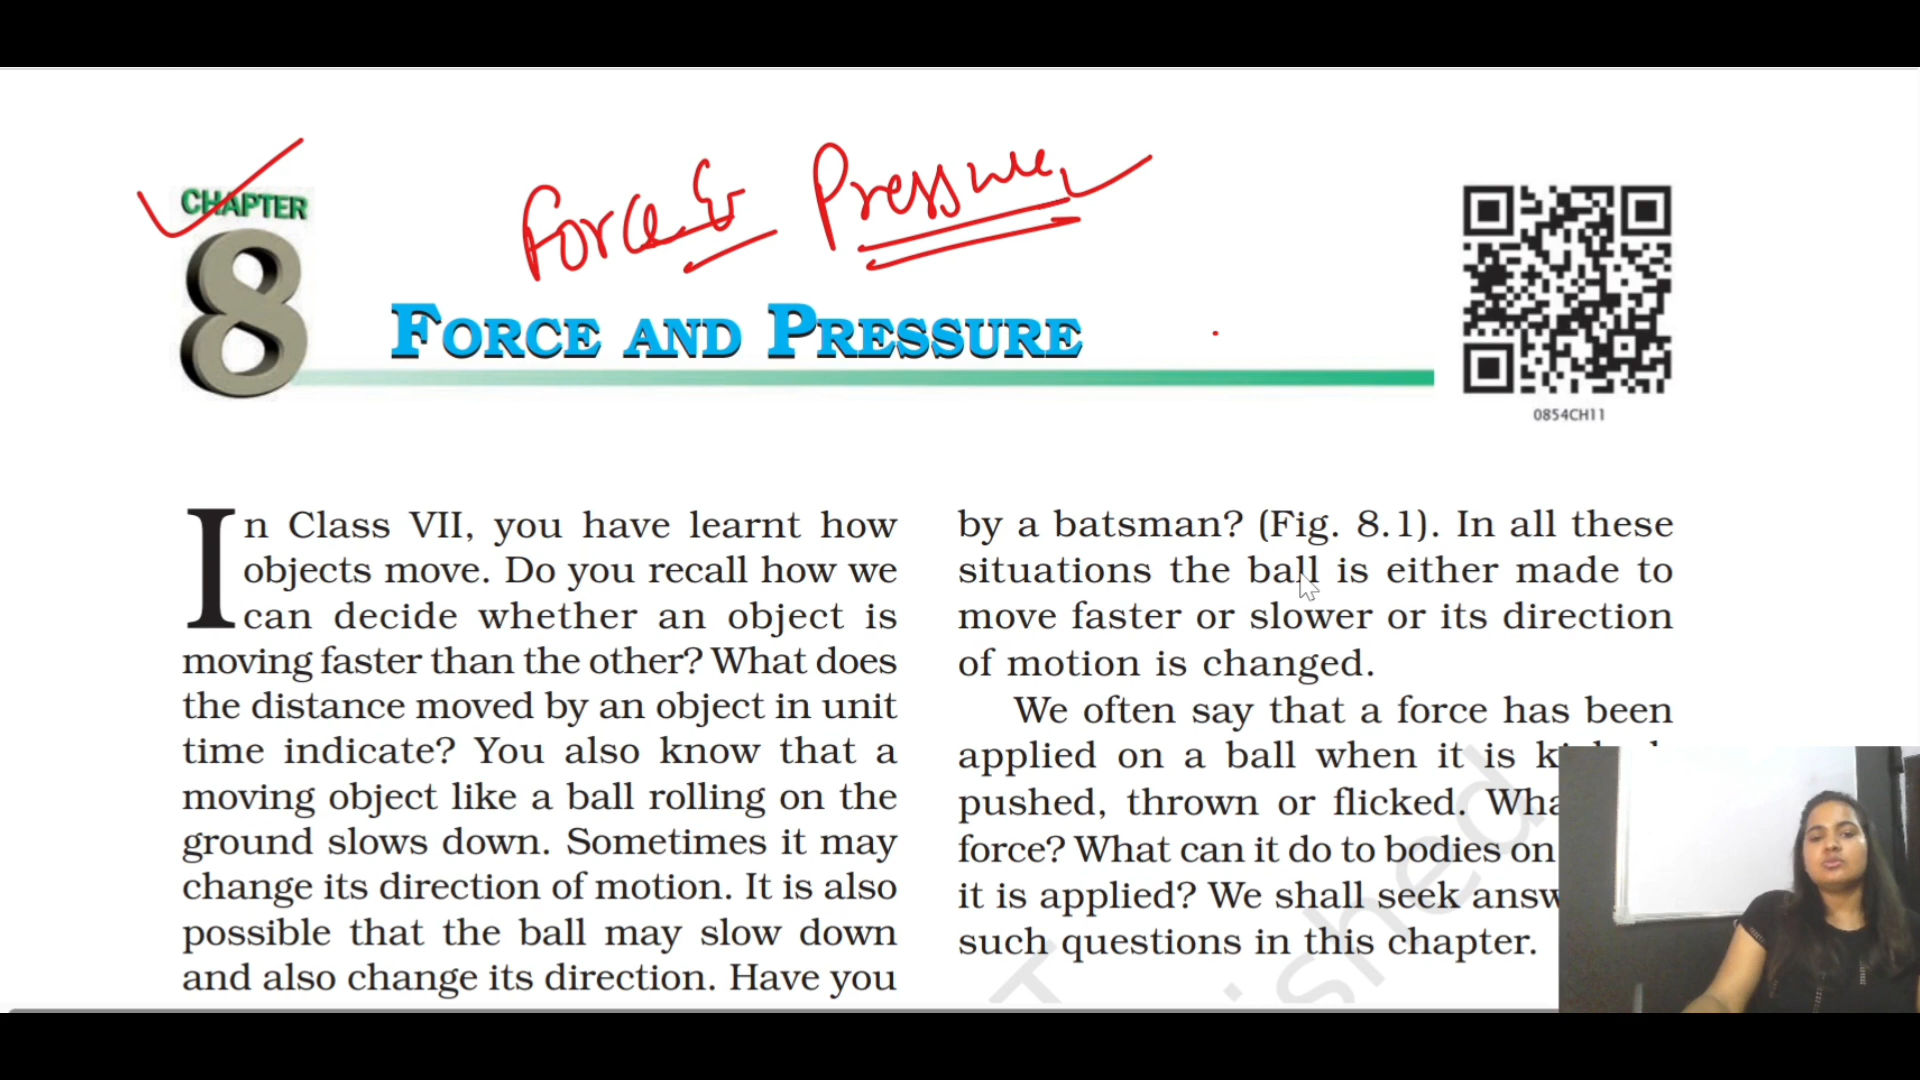 CHAPTER
8
Force & Pressure
FORCE AND PRESSURE
0854CH11
In Class VII, you have learnt how
objects move. Do you recall how we
can decide whether an object is
moving faster than the other? What does
the distance moved by an object in unit
time indicate? You also know that a
moving object like a ball rolling on the
ground slows down. Sometimes it may
change its direction of motion. It is also
possible that the ball may slow down
and also change its direction. Have you
by a batsman? (Fig. 8.1). In all these
situations the ball is either made to
move faster or slower or its direction
of motion is changed.
We often say that a force has been
applied on a ball when it is
pushed, thrown or flicked.
force? What can it do to bodies on
it is applied? We shall seek
such questions in this chapter.